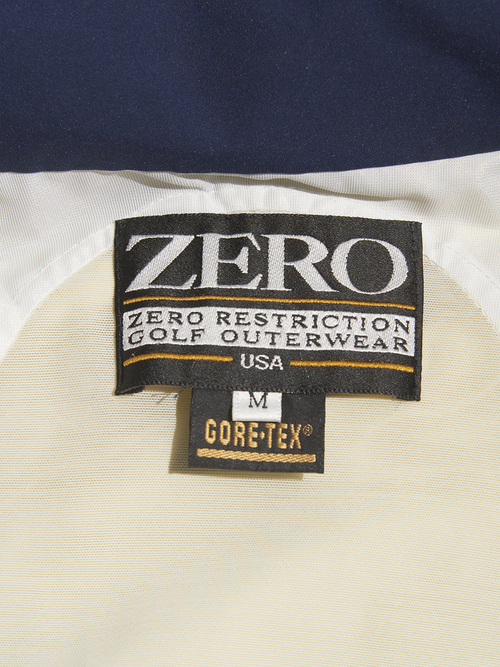 ZERO
ZERO RESTRICTION
GOLF OUTERWEAR
USA
M
GORE-TEX®